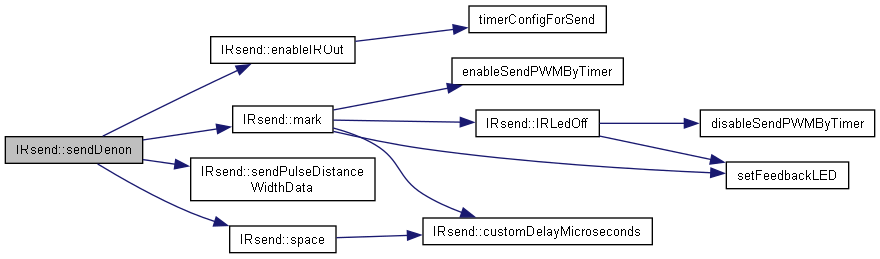 timerConfigForSend
IRsend::enableIROut
enableSendPWMByTimer
IRsend::mark
IRsend::IRLedOff
disableSendPWMByTimer
IRsend::sendDenon
IRsend::sendPulseDistance
WidthData
setFeedbackLED
IRsend::space
IRsend::customDelayMicroseconds